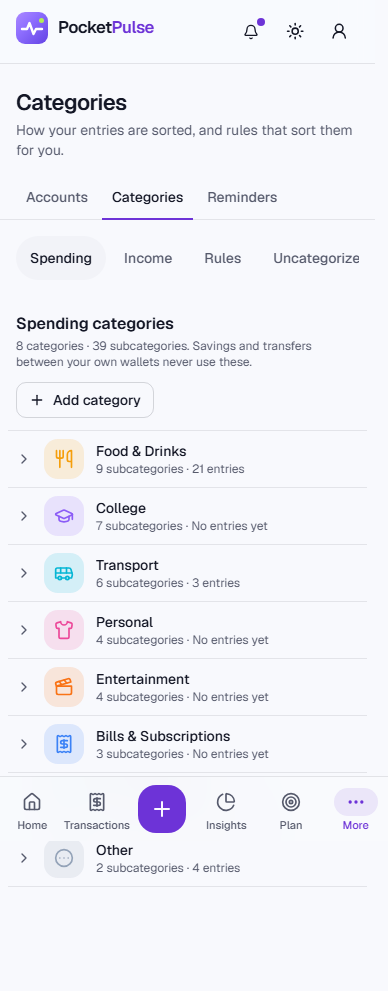 PocketPulse
Categories
How your entries are sorted, and rules that sort them
for you.
Accounts Categories Reminders
Spending Income Rules Uncategorize
Spending categories
8 categories · 39 subcategories. Savings and transfers
between your own wallets never use these.
+ Add category
Food & Drinks
9 subcategories · 21 entries
College
7 subcategories · No entries yet
Transport
6 subcategories · 3 entries
Personal
4 subcategories · No entries yet
Entertainment
4 subcategories · No entries yet
Bills & Subscriptions
3 subcategories · No entries yet
Home Transactions Insights Plan More
Other
2 subcategories · 4 entries